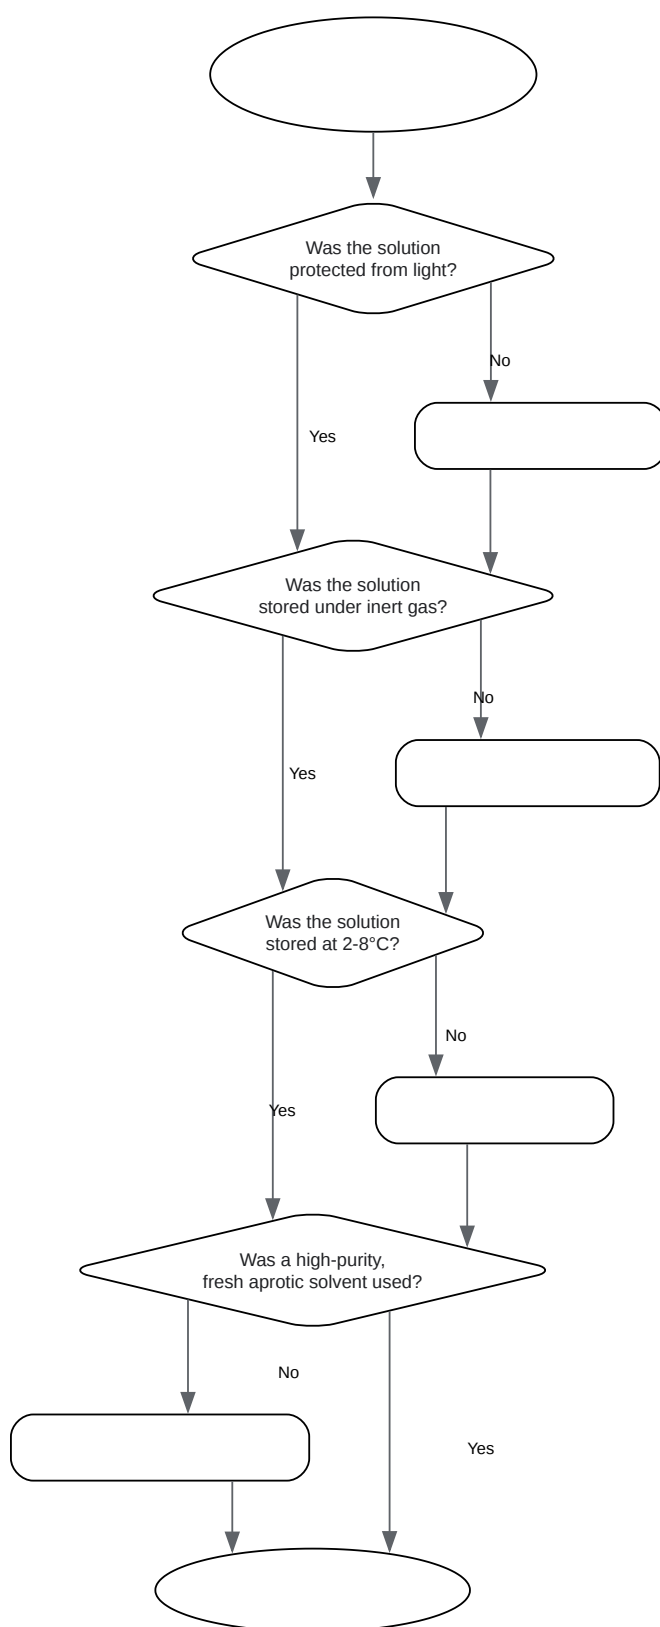 Was the solution
protected from light?
No
Yes
Was the solution
stored under inert gas?
No
Yes
Was the solution
stored at 2-8°C?
No
Yes
Was a high-purity,
fresh aprotic solvent used?
No
Yes